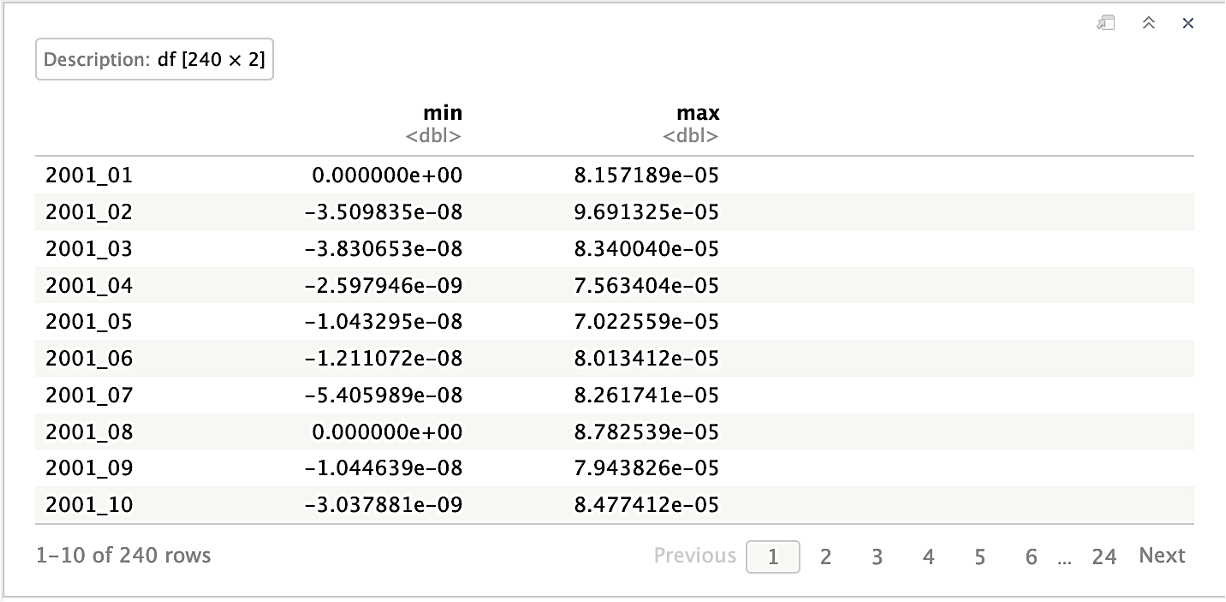 Description: df [240 × 2]
min max
<dbl> <dbl>
2001_01 0.000000e+00 8.157189e-05
2001_02 -3.509835e-08 9.691325e-05
2001_03 -3.830653e-08 8.340040e-05
2001_04 -2.597946e-09 7.563404e-05
2001_05 -1.043295e-08 7.022559e-05
2001_06 -1.211072e-08 8.013412e-05
2001_07 -5.405989e-08 8.261741e-05
2001_08 0.000000e+00 8.782539e-05
2001_09 -1.044639e-08 7.943826e-05
2001_10 -3.037881e-09 8.477412e-05
1-10 of 240 rows Previous 1 2 3 4 5 6 ... 24 Next